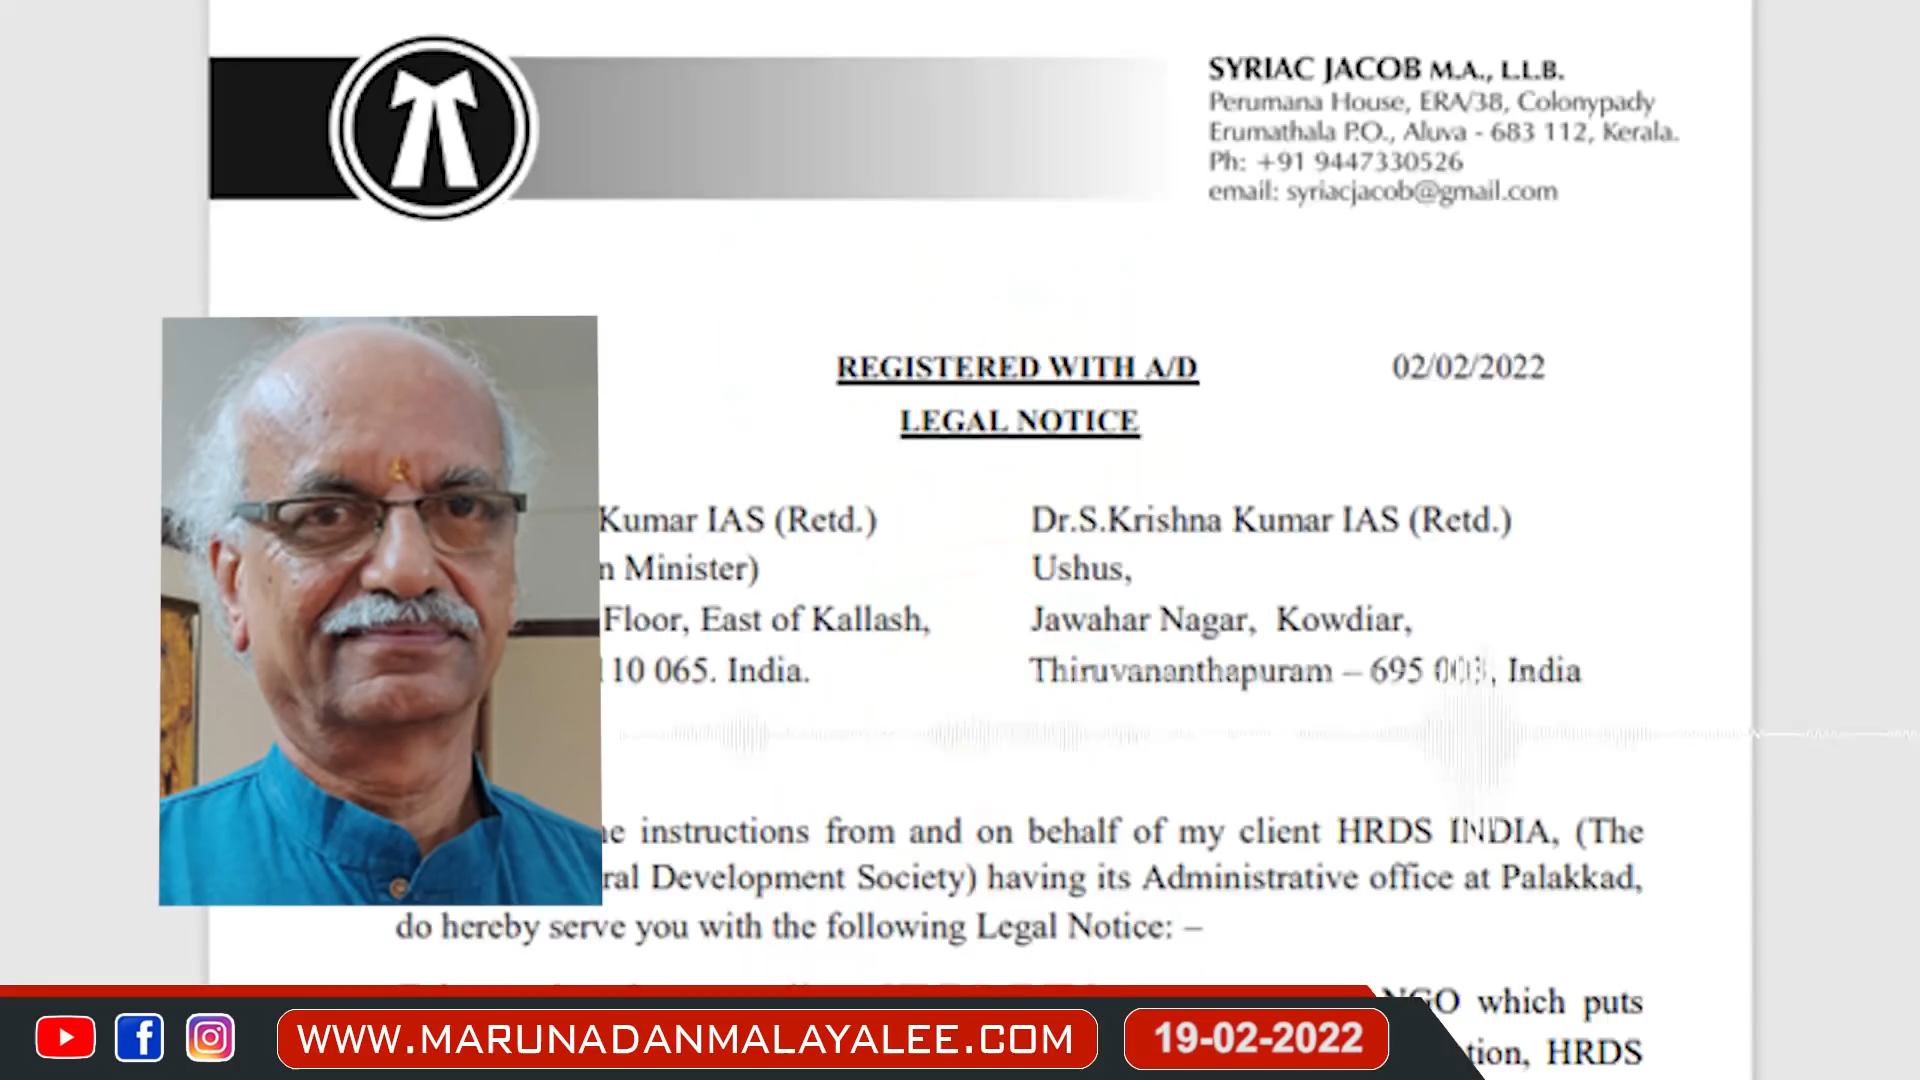 SYRIAC JACOB M.A., L.L.B.
Perumana House, ERA/38, Colonypady
Erumathala P.O., Aluva - 683 112, Kerala.
Ph: +91 9447330526
email: syriacjacob@gmail.com
REGISTERED WITH A/D 02/02/2022
LEGAL NOTICE
Kumar IAS (Retd.) Dr.S.Krishna Kumar IAS (Retd.)
n Minister) Ushus,
Floor, East of Kallash, Jawahar Nagar, Kowdiar,
110 065. India. Thiruvananthapuram – 695 003, India
instructions from and on behalf of my client HRDS INDIA, (The
ral Development Society) having its Administrative office at Palakkad,
do hereby serve you with the following Legal Notice: –
NGO which puts
tion, HRDS
WWW.MARUNADANMALAYALEE.COM
19-02-2022